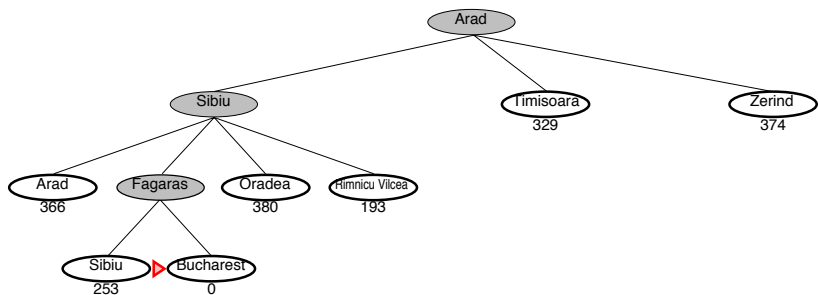 Arad
Sibiu
Timisoara
Zerind
329
374
Arad
Fagaras
Oradea
Rimnicu Vilcea
366
380
193
Sibiu
Bucharest
253
0